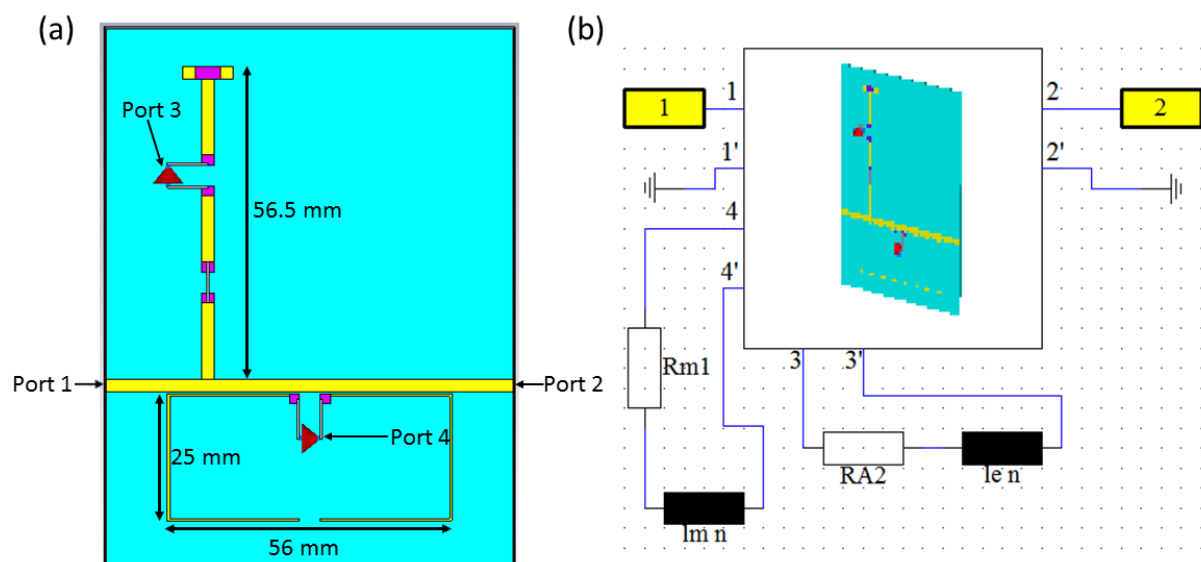 (a)
Port 3
56.5 mm
Port 1
Port 2
Port 4
25 mm
56 mm
(b)
1
1
2
2
1'
2'
4
4'
3
3'
Rm1
RA2
le n
lm n